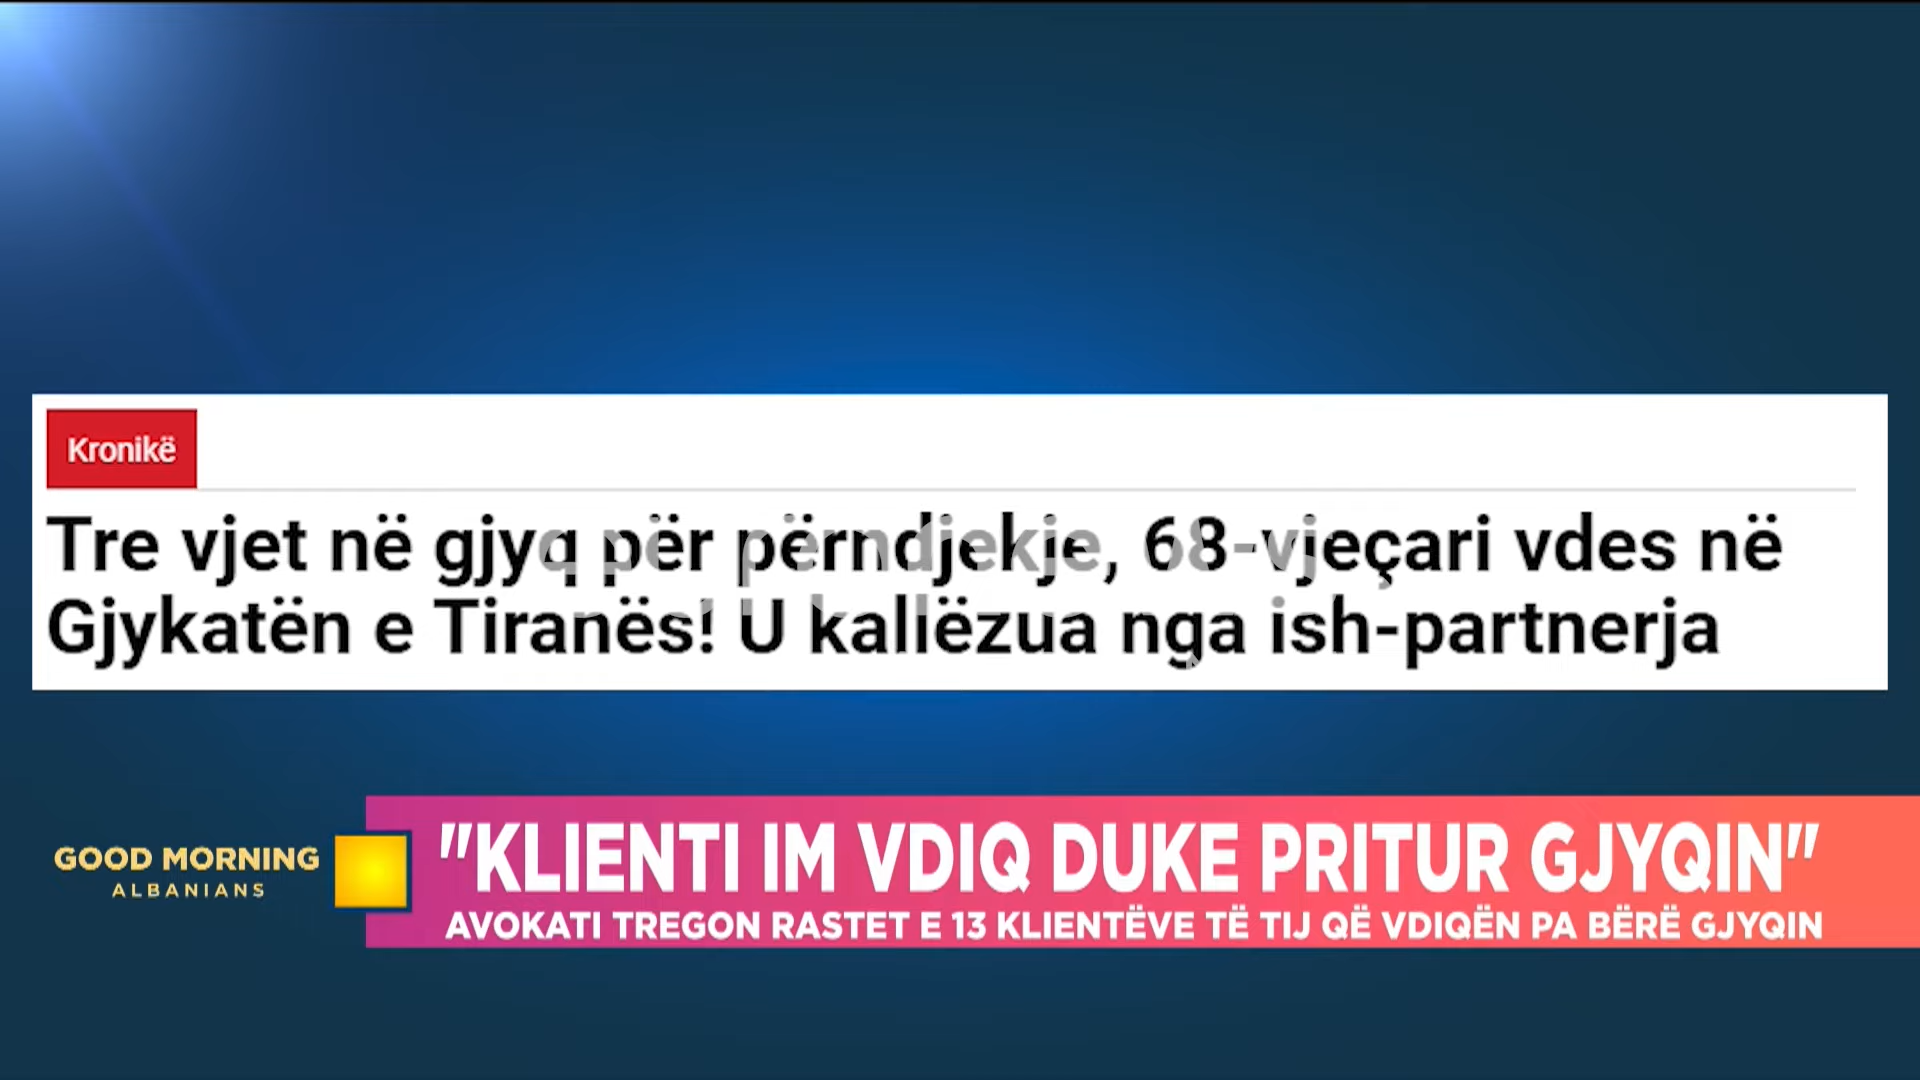 Kronikë
Tre vjet në gjyq për përndjekje, 68-vjeçari vdes në
Gjykatën e Tiranës! U kallëzua nga ish-partnerja
GOOD MORNING
ALBANIANS
"KLIENTI IM VDIQ DUKE PRITUR GJYQIN"
AVOKATI TREGON RASTET E 13 KLIENTËVE TË TIJ QË VDIQËN PA BËRË GJYQIN